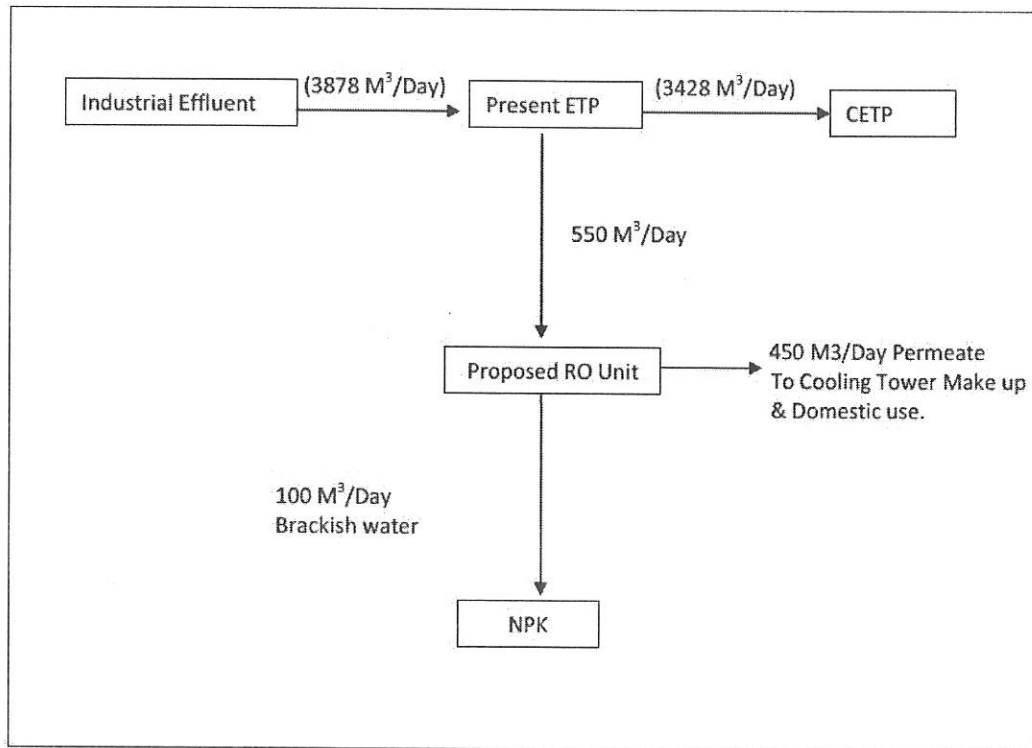 Industrial Effluent
(3878 M³/Day)
Present ETP
(3428 M³/Day)
CETP
550 M³/Day
Proposed RO Unit
450 M3/Day Permeate
To Cooling Tower Make up
& Domestic use.
100 M³/Day
Brackish water
NPK